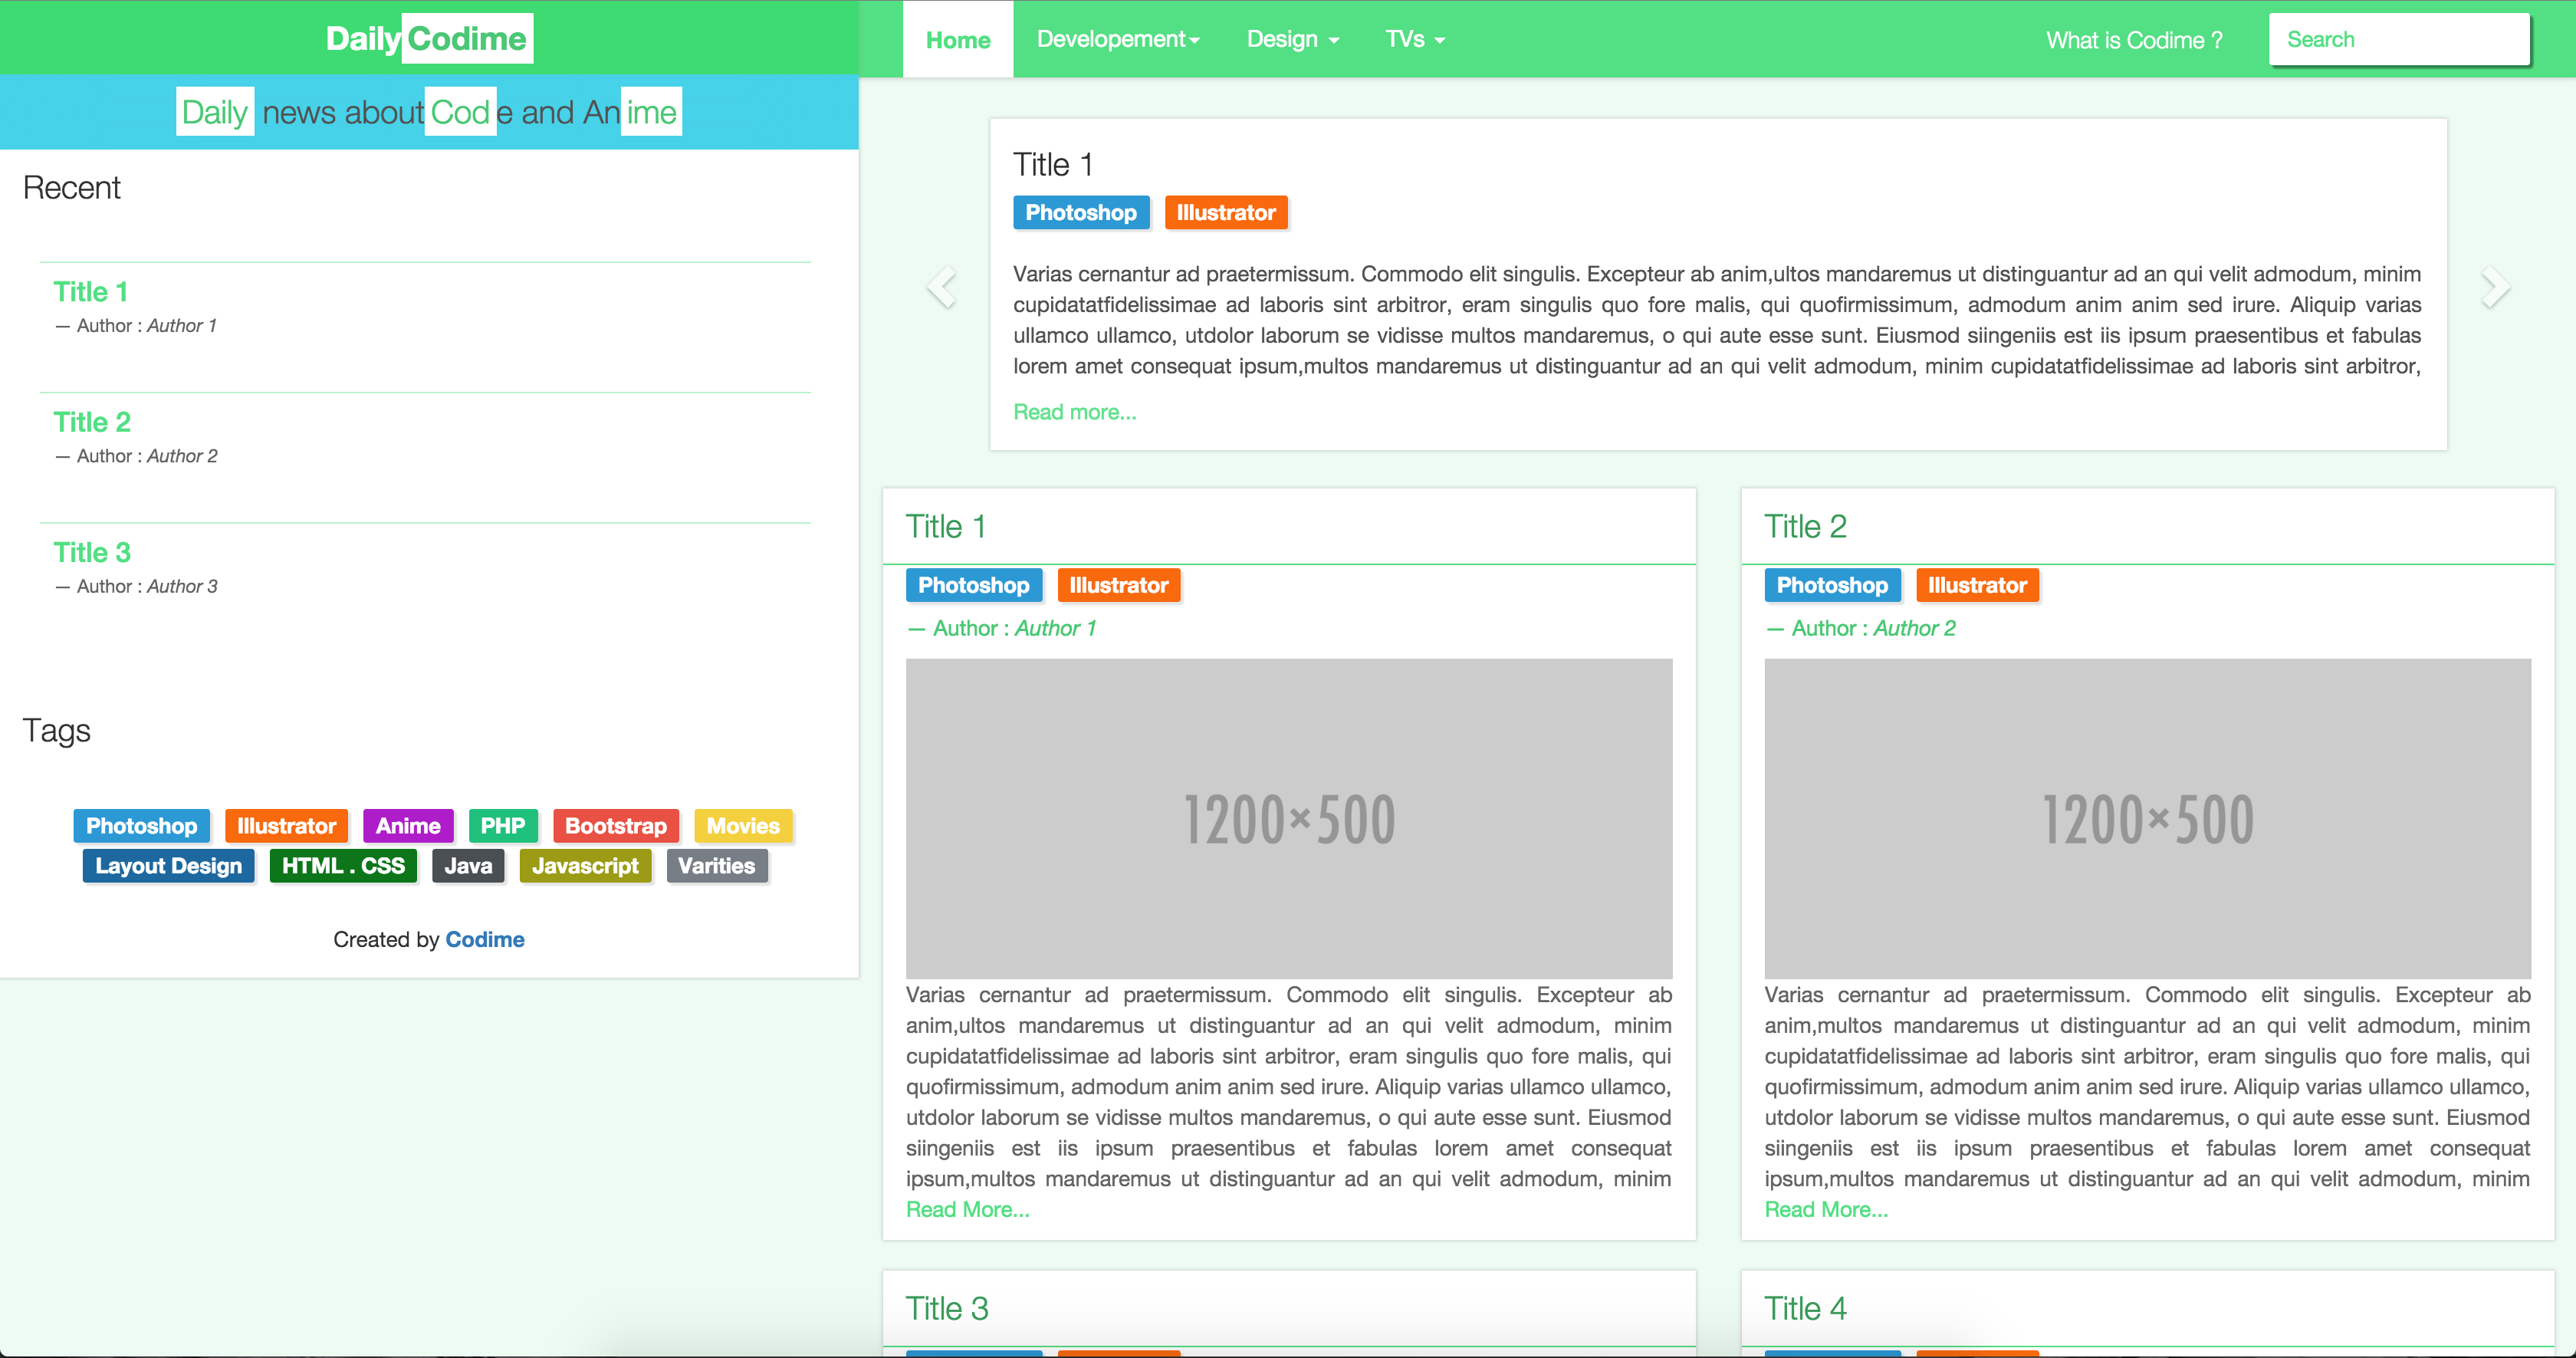 DailyCodime
Daily news about Code and Anime
Recent
Title 1
— Author : Author 1
Title 2
— Author : Author 2
Title 3
— Author : Author 3
Tags
Photoshop Illustrator Anime PHP Bootstrap Movies
Layout Design HTML . CSS Java Javascript Varities
Created by Codime
Home Developement Design TVs What is Codime ? Search
Title 1
Photoshop Illustrator
Varias cernantur ad praetermissum. Commodo elit singulis. Excepteur ab anim,ultos mandaremus ut distinguantur ad an qui velit admodum, minim
cupidatatfidelissimae ad laboris sint arbitror, eram singulis quo fore malis, qui quofirmissimum, admodum anim anim sed irure. Aliquip varias
ullamco ullamco, utdolor laborum se vidisse multos mandaremus, o qui aute esse sunt. Eiusmod siingeniis est iis ipsum praesentibus et fabulas
lorem amet consequat ipsum,multos mandaremus ut distinguantur ad an qui velit admodum, minim cupidatatfidelissimae ad laboris sint arbitror,
Read more...
Title 1
Photoshop Illustrator
— Author : Author 1
1200×500
Varias cernantur ad praetermissum. Commodo elit singulis. Excepteur ab
anim,ultos mandaremus ut distinguantur ad an qui velit admodum, minim
cupidatatfidelissimae ad laboris sint arbitror, eram singulis quo fore malis, qui
quofirmissimum, admodum anim anim sed irure. Aliquip varias ullamco ullamco,
utdolor laborum se vidisse multos mandaremus, o qui aute esse sunt. Eiusmod
siingeniis est iis ipsum praesentibus et fabulas lorem amet consequat
ipsum,multos mandaremus ut distinguantur ad an qui velit admodum, minim
Read More...
Title 2
Photoshop Illustrator
— Author : Author 2
1200×500
Varias cernantur ad praetermissum. Commodo elit singulis. Excepteur ab
anim,multos mandaremus ut distinguantur ad an qui velit admodum, minim
cupidatatfidelissimae ad laboris sint arbitror, eram singulis quo fore malis, qui
quofirmissimum, admodum anim anim sed irure. Aliquip varias ullamco ullamco,
utdolor laborum se vidisse multos mandaremus, o qui aute esse sunt. Eiusmod
siingeniis est iis ipsum praesentibus et fabulas lorem amet consequat
ipsum,multos mandaremus ut distinguantur ad an qui velit admodum, minim
Read More...
Title 3
Title 4